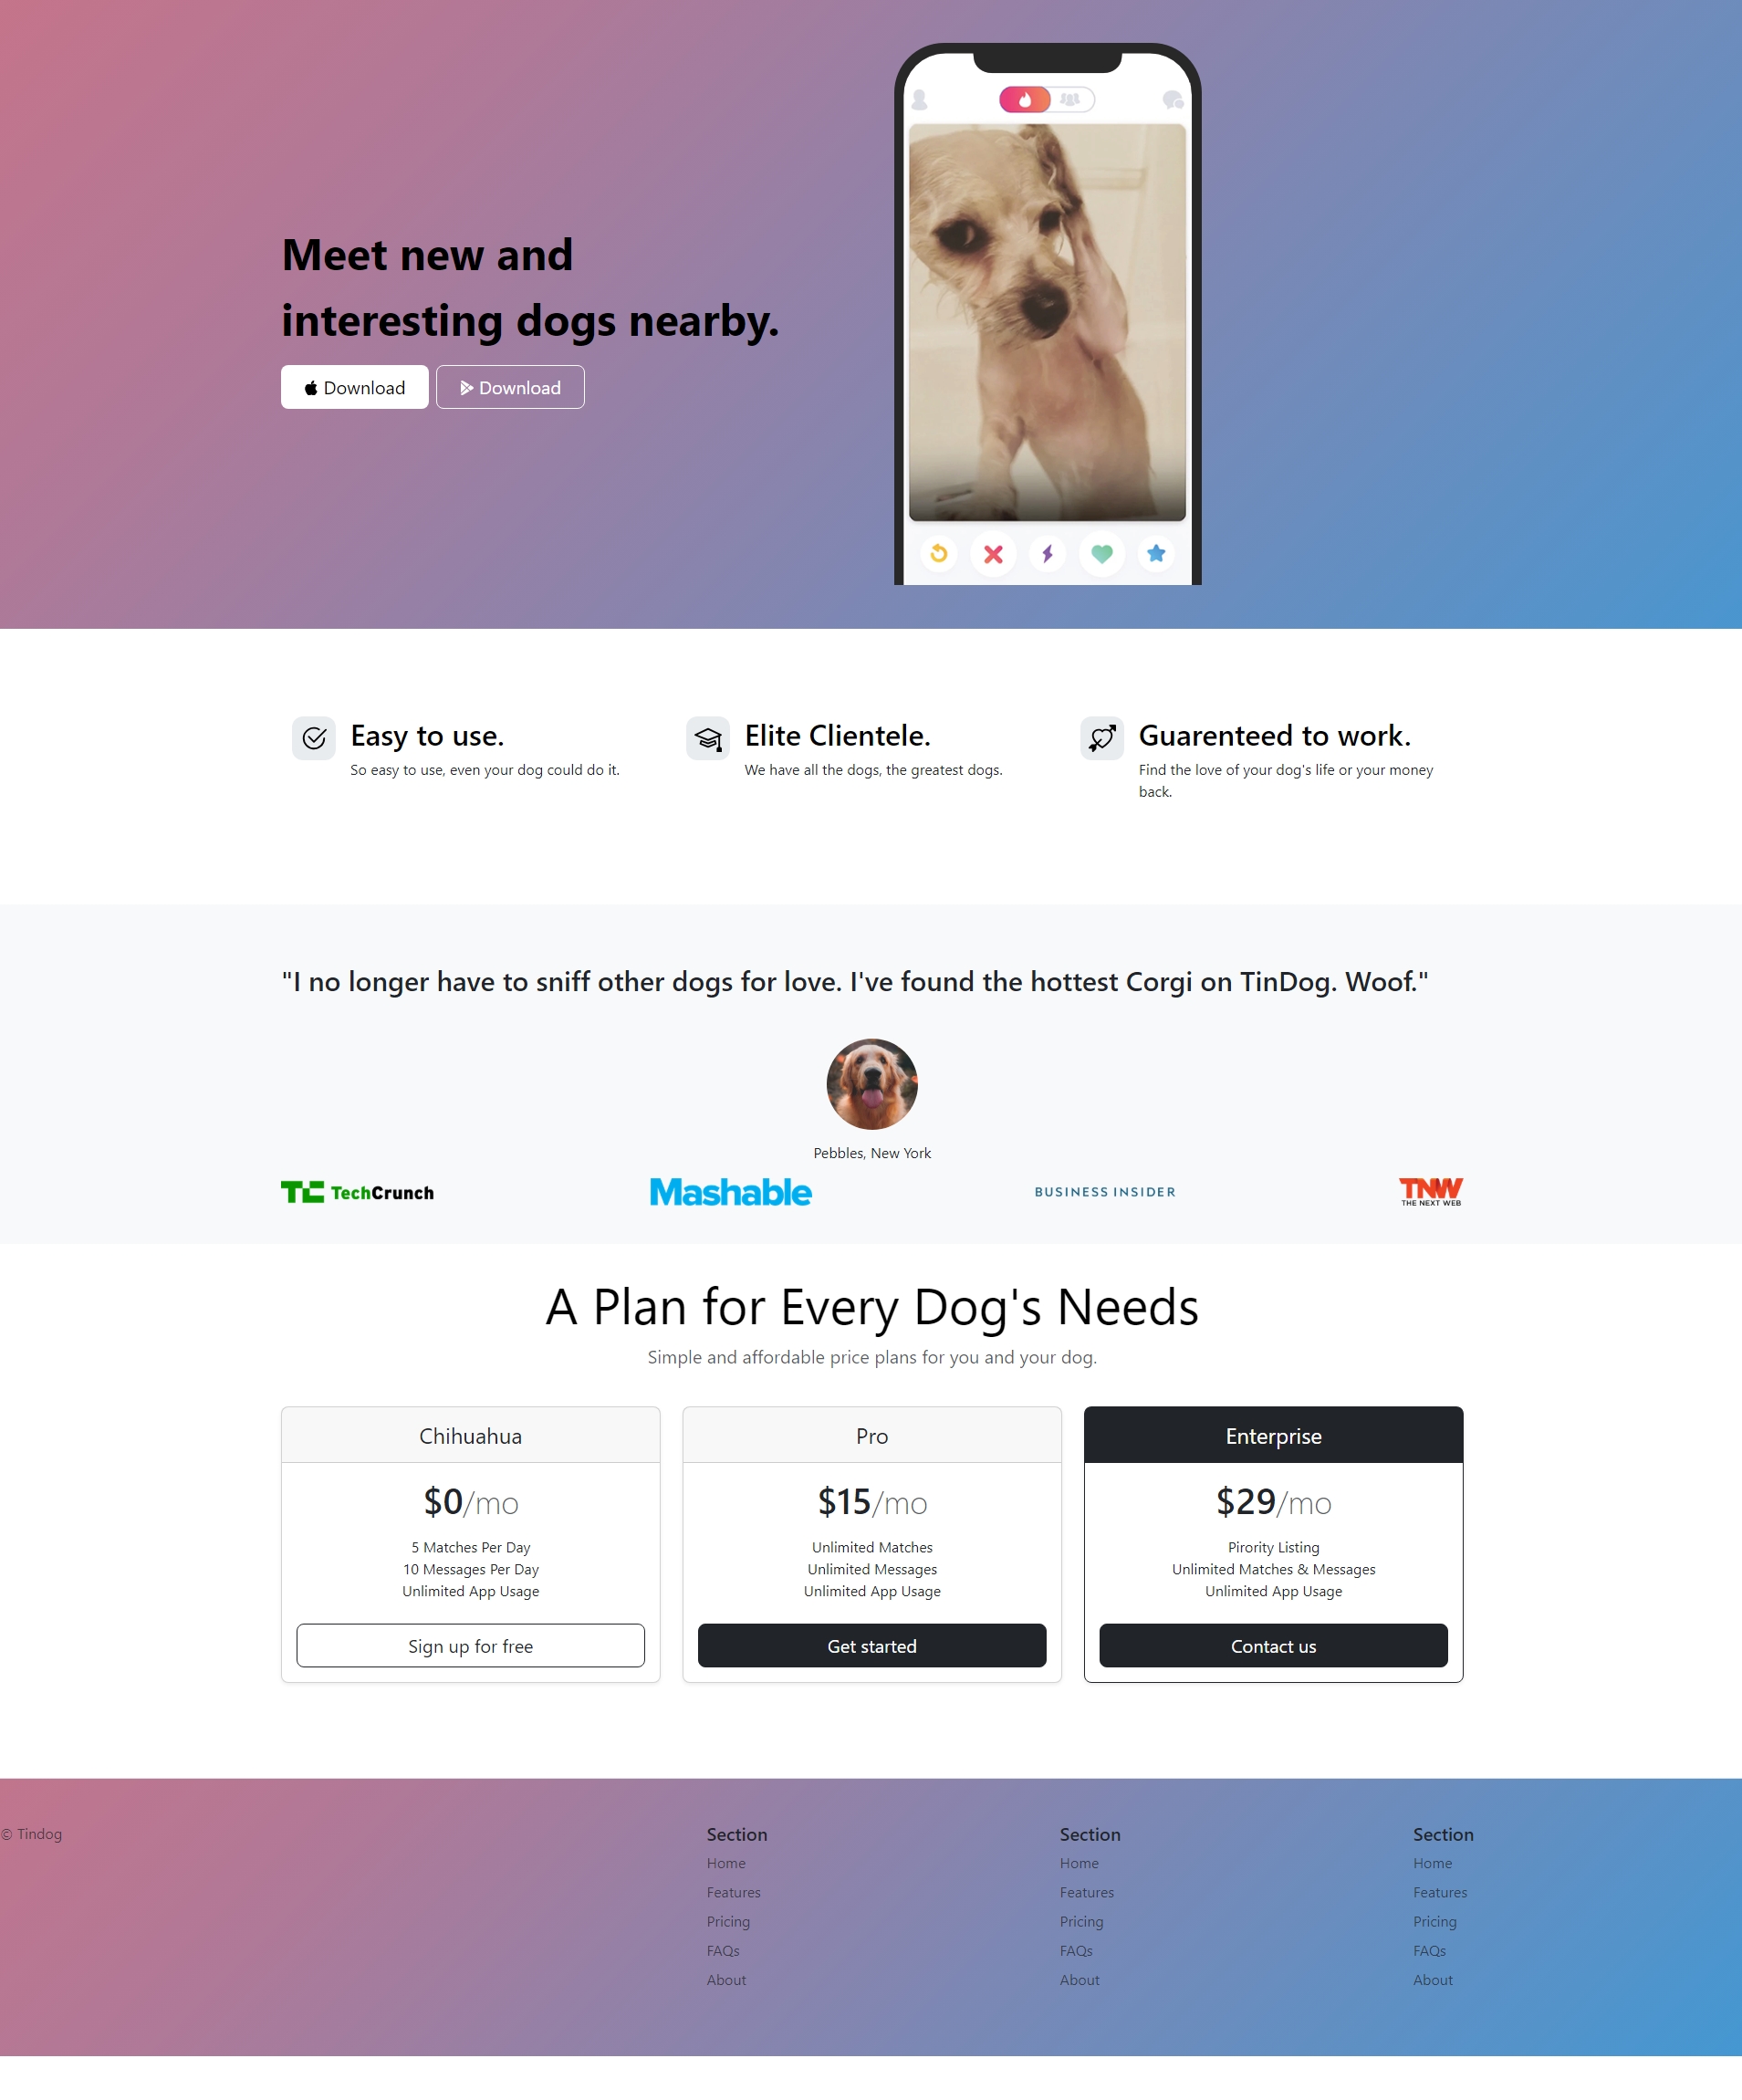 Meet new and
interesting dogs nearby.
Download Download
Easy to use.
So easy to use, even your dog could do it.
Elite Clientele.
We have all the dogs, the greatest dogs.
Guarenteed to work.
Find the love of your dog's life or your money
back.
"I no longer have to sniff other dogs for love. I've found the hottest Corgi on TinDog. Woof."
Pebbles, New York
TC TechCrunch
Mashable
BUSINESS INSIDER
TNW
THE NEXT WEB
A Plan for Every Dog's Needs
Simple and affordable price plans for you and your dog.
Chihuahua
$0/mo
5 Matches Per Day
10 Messages Per Day
Unlimited App Usage
Sign up for free
Pro
$15/mo
Unlimited Matches
Unlimited Messages
Unlimited App Usage
Get started
Enterprise
$29/mo
Pirority Listing
Unlimited Matches & Messages
Unlimited App Usage
Contact us
© Tindog
Section
Home
Features
Pricing
FAQs
About
Section
Home
Features
Pricing
FAQs
About
Section
Home
Features
Pricing
FAQs
About